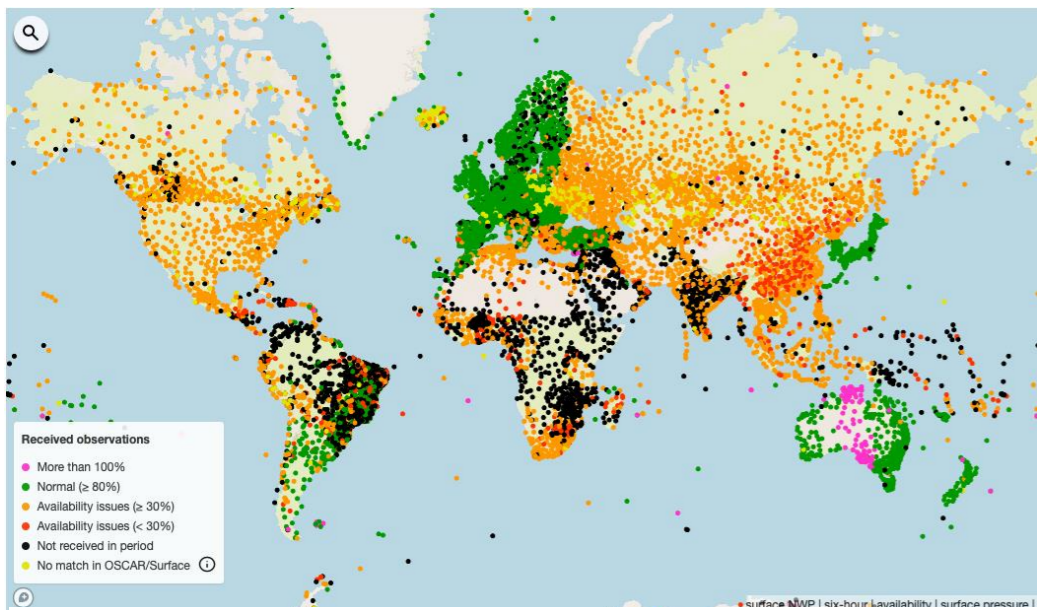 Received observations
More than 100%
Normal (≥ 80%)
Availability issues (≥ 30%)
Availability issues (< 30%)
Not received in period
No match in OSCAR/Surface
surface NWP | six-hour | availability | surface pressure |